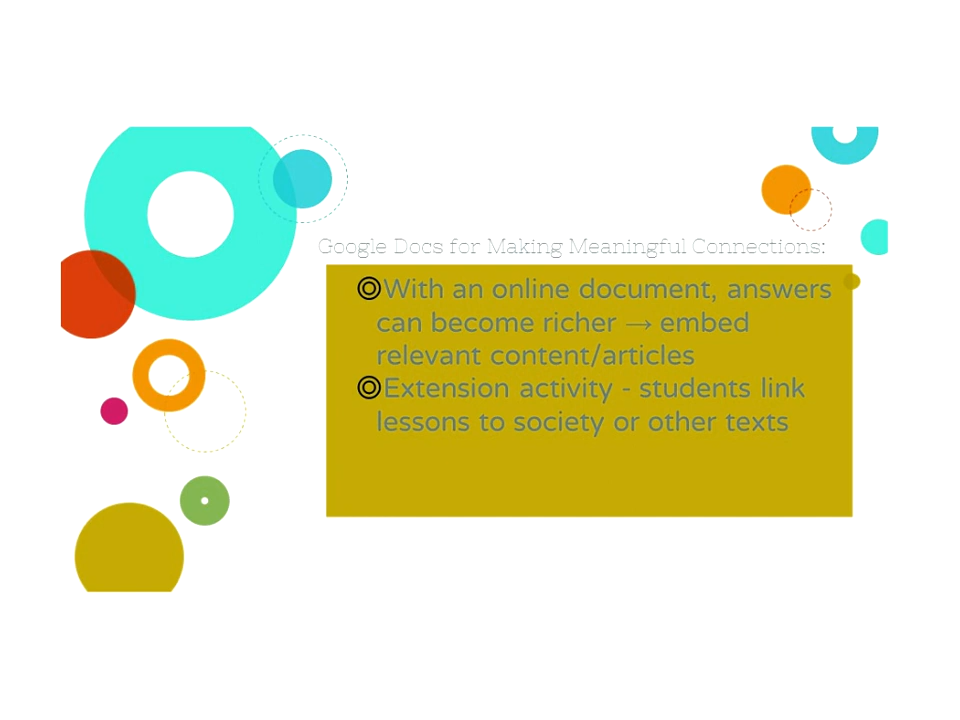 Google Docs for Making Meaningful Connections:
With an online document, answers
can become richer → embed
relevant content/articles
Extension activity - students link
lessons to society or other texts